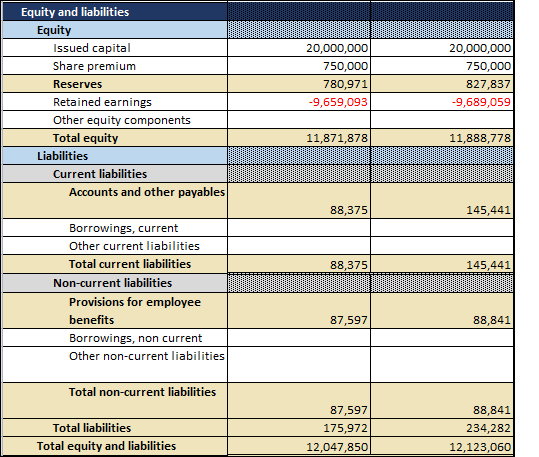 Equity and liabilities
Equity
Issued capital 20,000,000 20,000,000
Share premium 750,000 750,000
Reserves 780,971 827,837
Retained earnings -9,659,093 -9,689,059
Other equity components
Total equity 11,871,878 11,888,778
Liabilities
Current liabilities
Accounts and other payables
88,375 145,441
Borrowings, current
Other current liabilities
Total current liabilities 88,375 145,441
Non-current liabilities
Provisions for employee
benefits 87,597 88,841
Borrowings, non current
Other non-current liabilities
Total non-current liabilities
87,597 88,841
Total liabilities 175,972 234,282
Total equity and liabilities 12,047,850 12,123,060